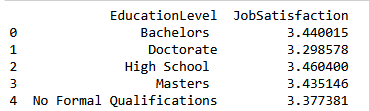 EducationLevel JobSatisfaction
0 Bachelors 3.440015
1 Doctorate 3.298578
2 High School 3.460400
3 Masters 3.435146
4 No Formal Qualifications 3.377381